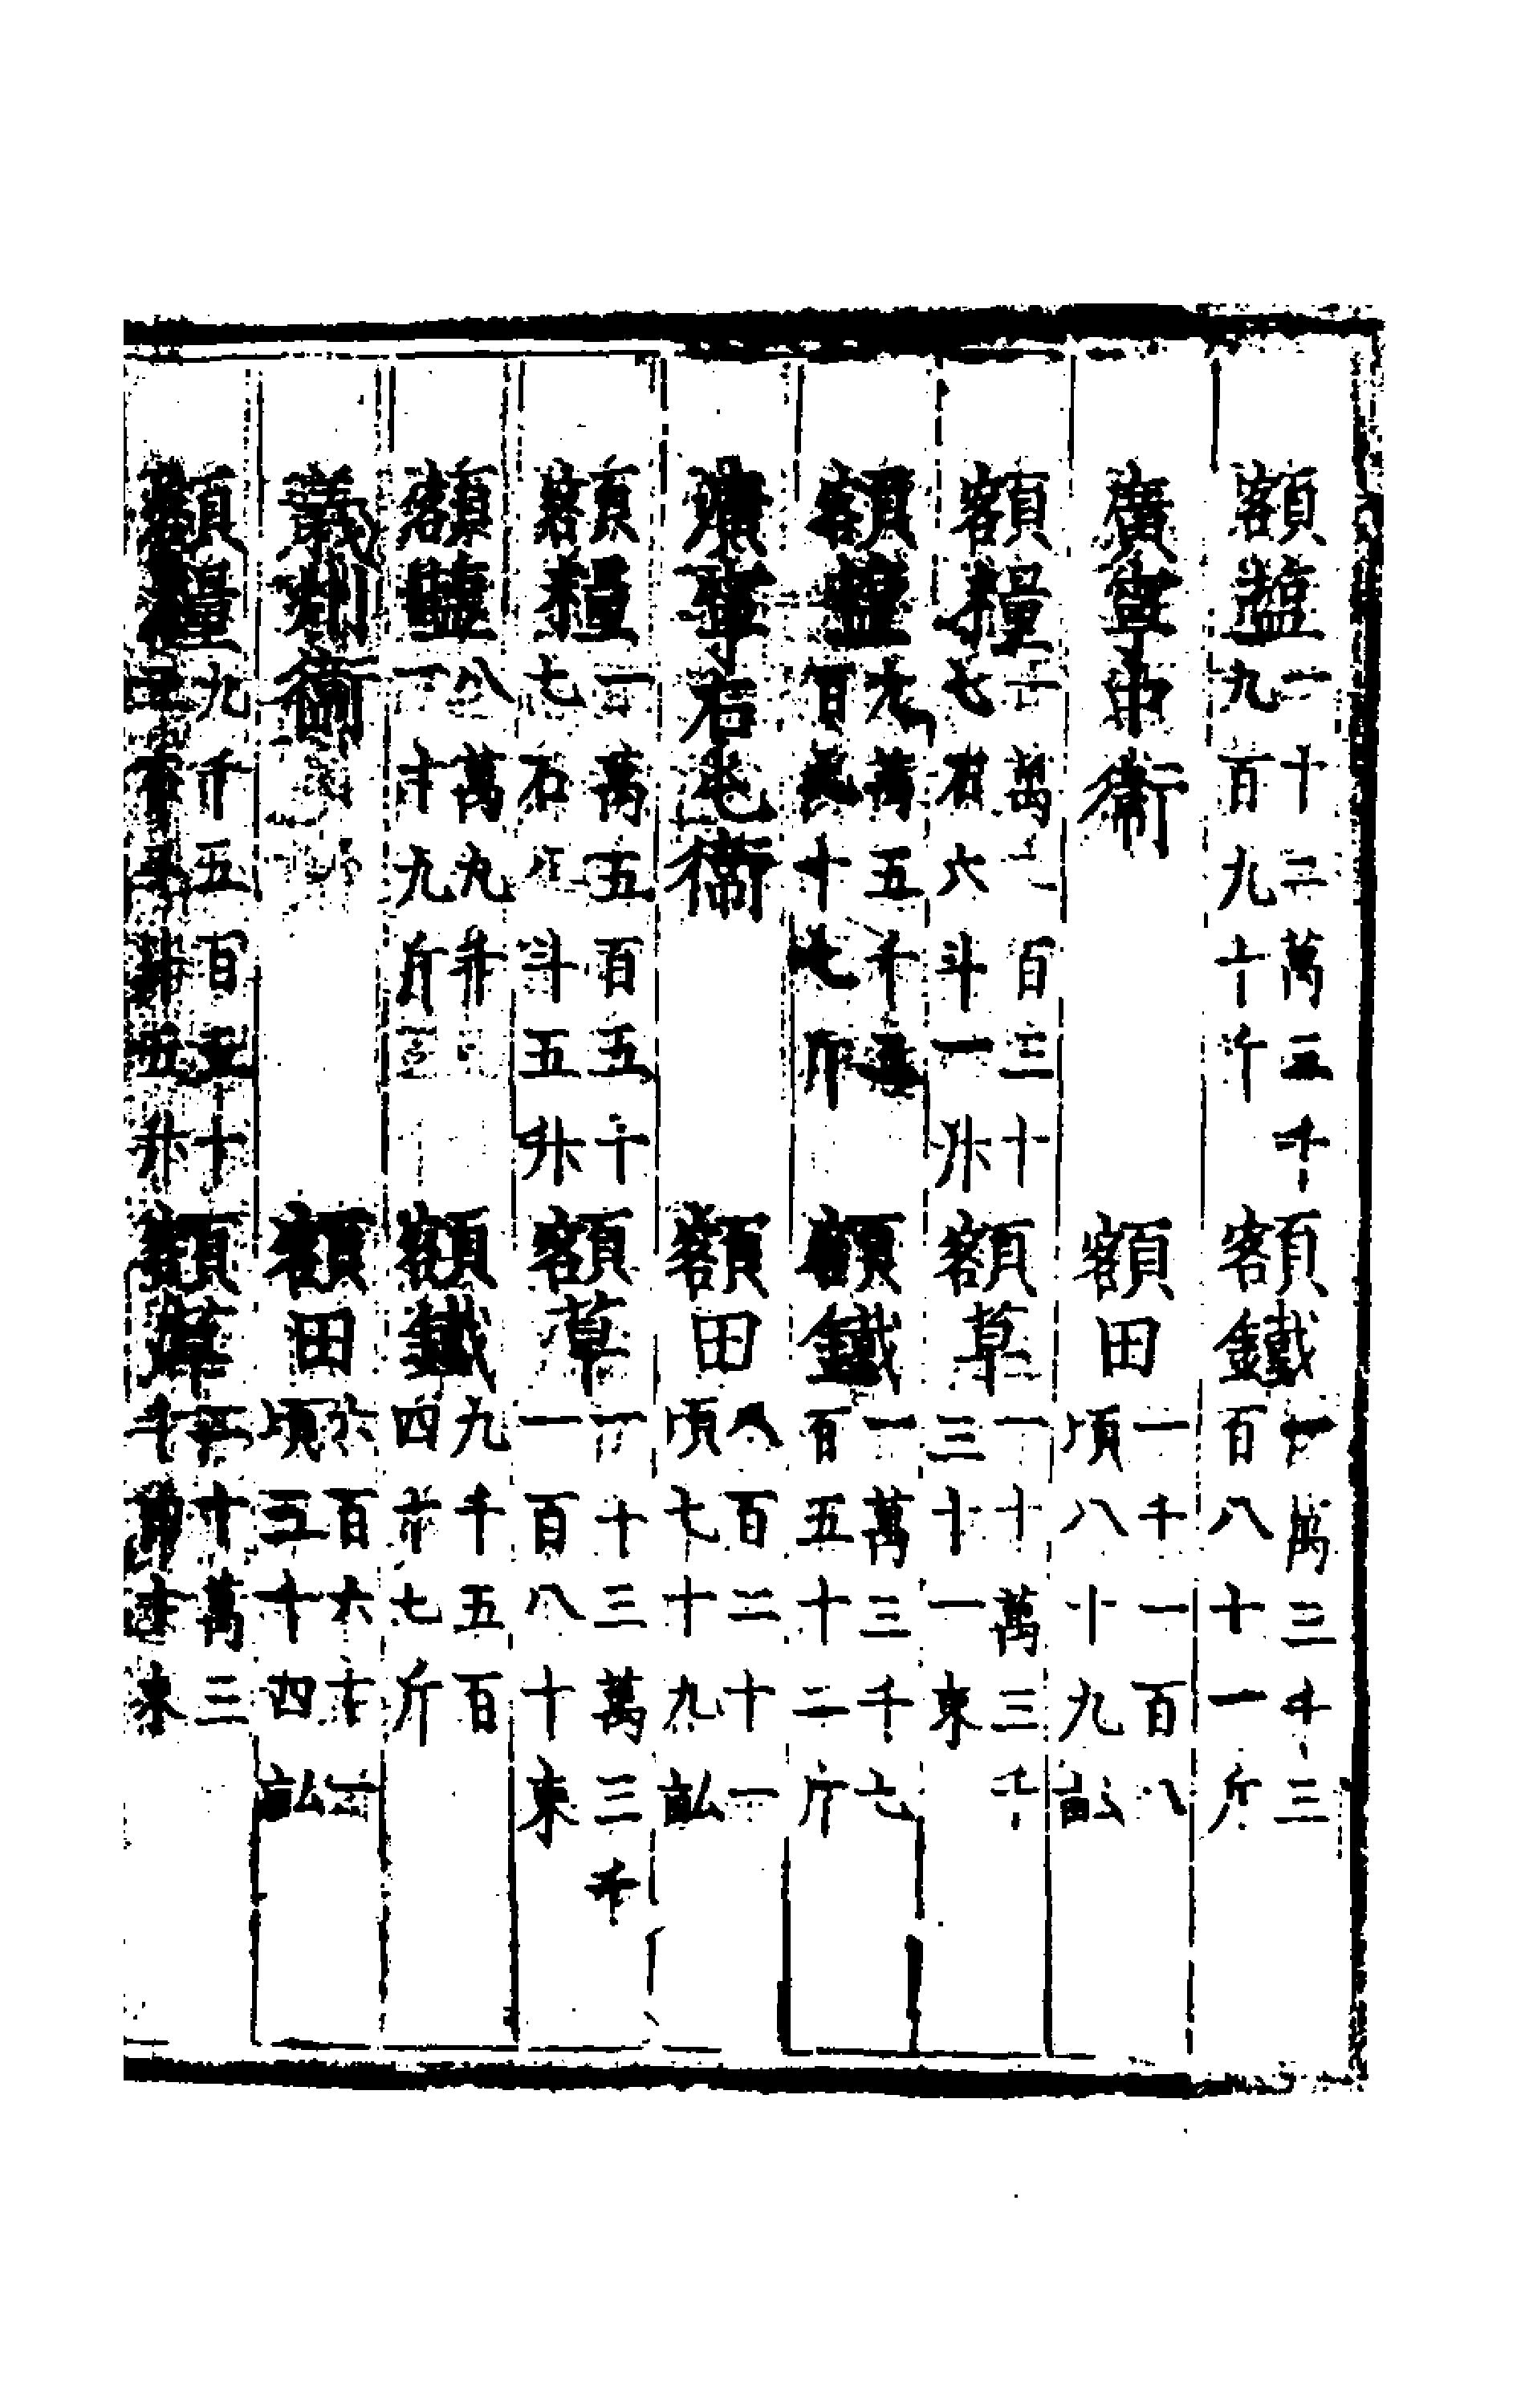 額盬一十二萬三千九百九十斤　額鐵一萬三千三百八十一斤
廣寧中衛　額田一千一百八頃八十九畝
額糧一萬一百三十七石六斗一升　額草一十萬三千三十一束
額盬九萬五千五百九十七斤　額鐵一萬三千七百五十二斤
廣寧右屯衛　額田八百二十一頃七十九畝
額糧一萬五百五十七石斗五升　額草一十三萬三千一百八十束
額鹽八萬九千一十九斤　額鐵九千五百四十七斤
義州衛　額田六百六十二頃五十四畝
額糧九千五百五十五升　額草十萬三千束